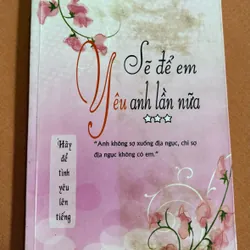 Sẽ để em
Yêu anh lần nữa
"Anh không sợ xuống địa ngục, chỉ sợ
địa ngục không có em."
Hãy
để
tình
yêu
lên
tiếng